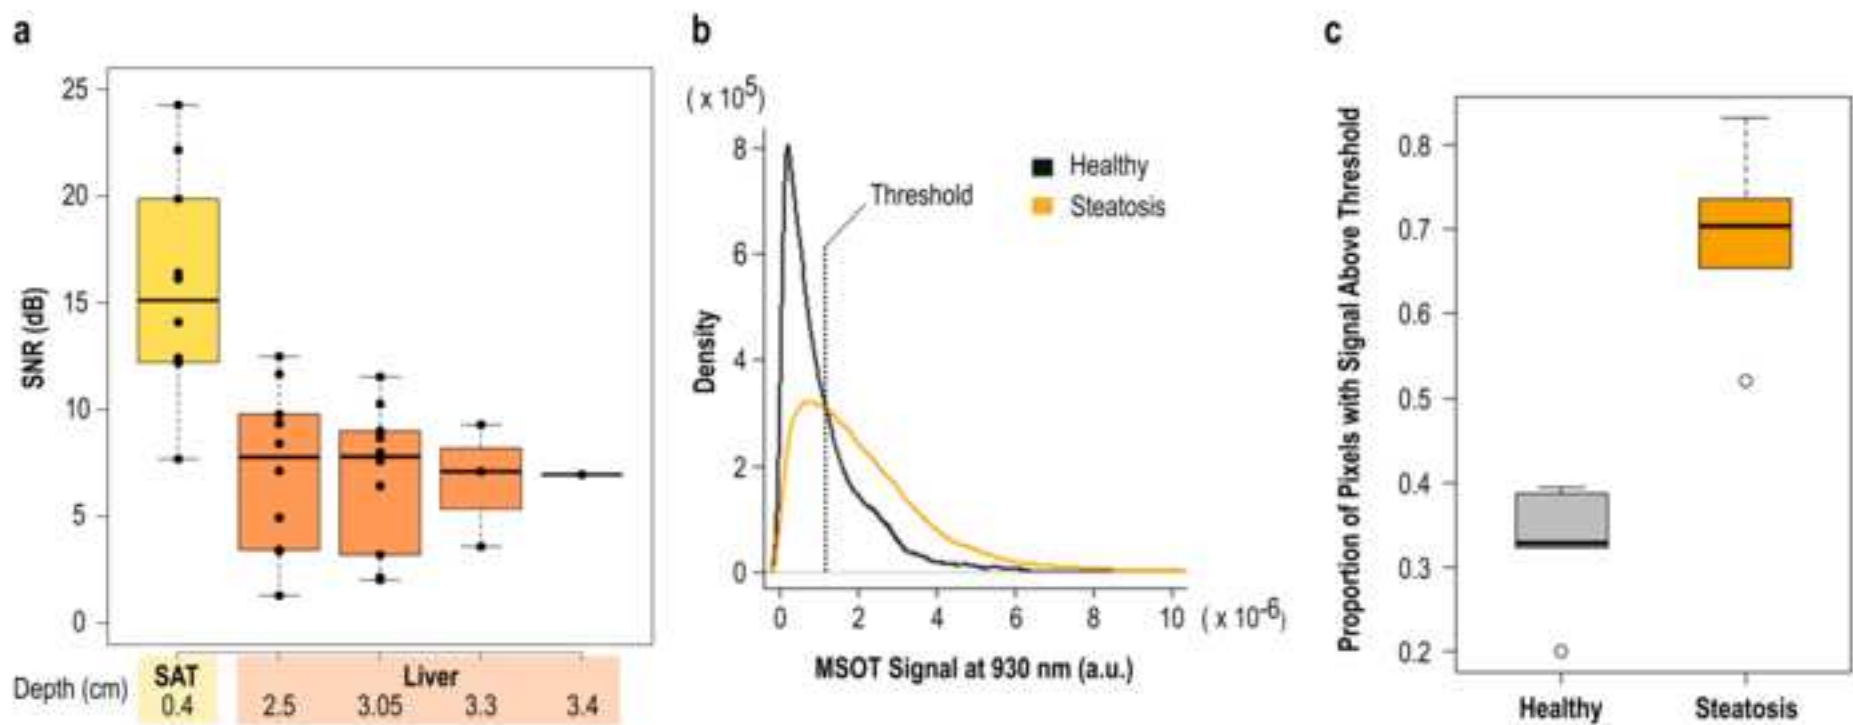 a
25
20
15
10
5
0
SNR (dB)
Depth (cm)
SAT
0.4
Liver
2.5 3.05 3.3 3.4
b
( x 10^5)
8
6
4
2
0
Density
Threshold
Healthy
Steatosis
0 2 4 6 8 10 ( x 10^-6)
MSOT Signal at 930 nm (a.u.)
c
Proportion of Pixels with Signal Above Threshold
0.8
0.7
0.6
0.5
0.4
0.3
0.2
Healthy Steatosis